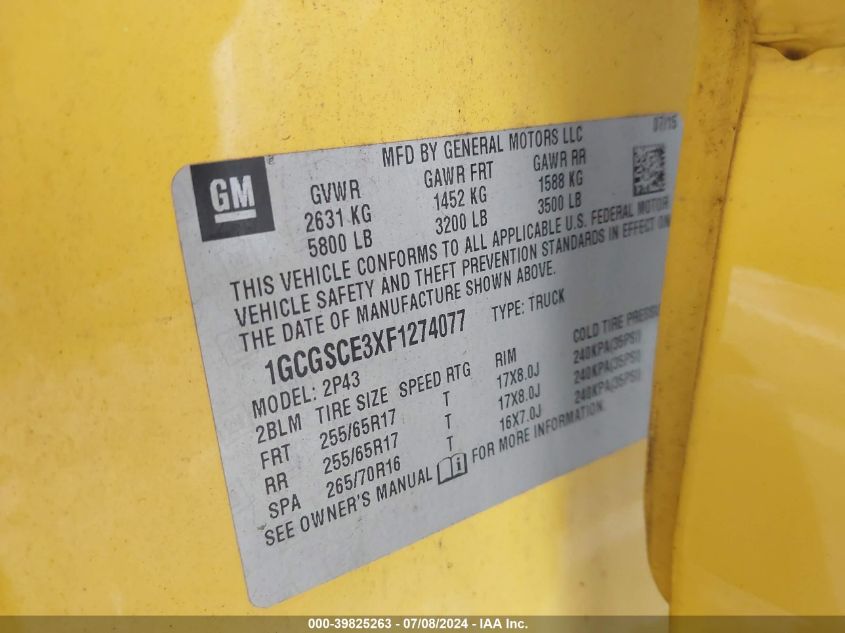 MFD BY GENERAL MOTORS LLC 07/15
GM
GVWR GAWR FRT GAWR RR
2631 KG 1452 KG 1588 KG
5800 LB 3200 LB 3500 LB
THIS VEHICLE CONFORMS TO ALL APPLICABLE U.S. FEDERAL MOTOR
VEHICLE SAFETY AND THEFT PREVENTION STANDARDS IN EFFECT ON
THE DATE OF MANUFACTURE SHOWN ABOVE.
1GCGSCE3XF1274077 TYPE: TRUCK
MODEL: 2P43
2BLM TIRE SIZE SPEED RTG RIM COLD TIRE PRESSU
FRT 255/65R17 T 17X8.0J 240KPA(35PSI)
RR 255/65R17 T 17X8.0J 240KPA(35PSI)
SPA 265/70R16 T 16X7.0J 240KPA(35PSI)
SEE OWNER'S MANUAL FOR MORE INFORMATION.
000-39825263 - 07/08/2024 - IAA Inc.